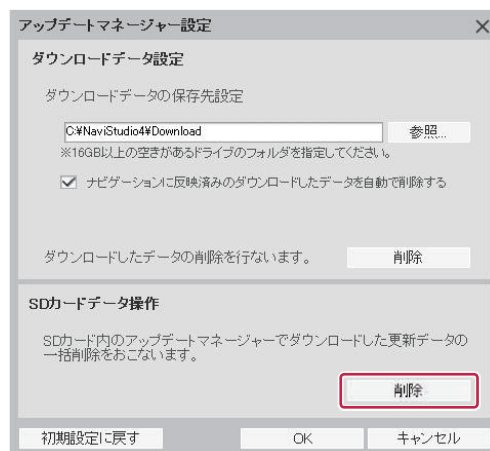 アップデートマネージャー設定
ダウンロードデータ設定
ダウンロードデータの保存先設定
C:¥NaviStudio4¥Download
参照...
※16GB以上の空きがあるドライブのフォルダを指定してください。
ナビゲーションに反映済みのダウンロードしたデータを自動で削除する
ダウンロードしたデータの削除を行ないます。
削除
SDカードデータ操作
SDカード内のアップデートマネージャーでダウンロードした更新データの
一括削除をおこないます。
削除
初期設定に戻す
OK
キャンセル